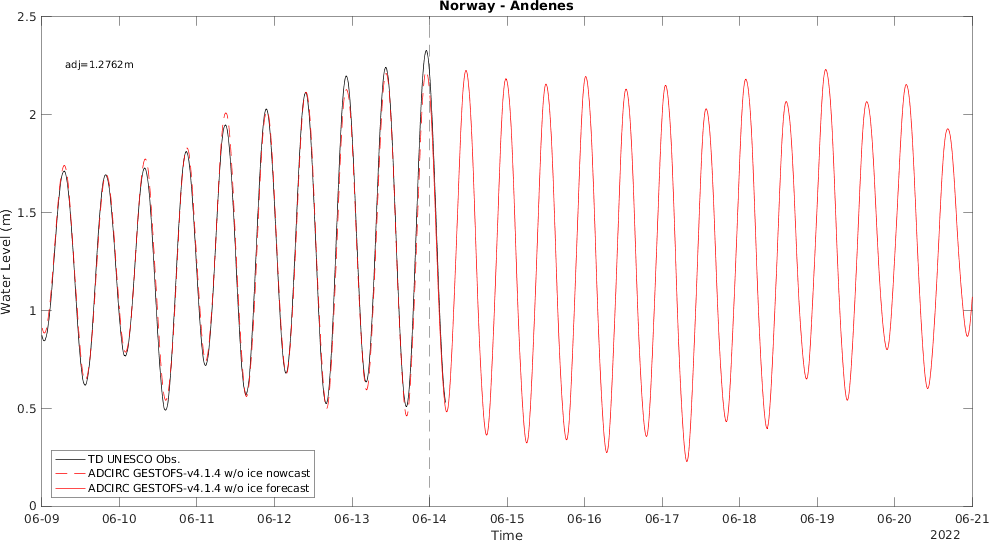 Norway - Andenes
adj=1.2762m
2.5
2
1.5
1
0.5
0
Water Level (m)
TD UNESCO Obs.
ADCIRC GESTOFS-v4.1.4 w/o ice nowcast
ADCIRC GESTOFS-v4.1.4 w/o ice forecast
06-09 06-10 06-11 06-12 06-13 06-14 06-15 06-16 06-17 06-18 06-19 06-20 06-21
Time
2022